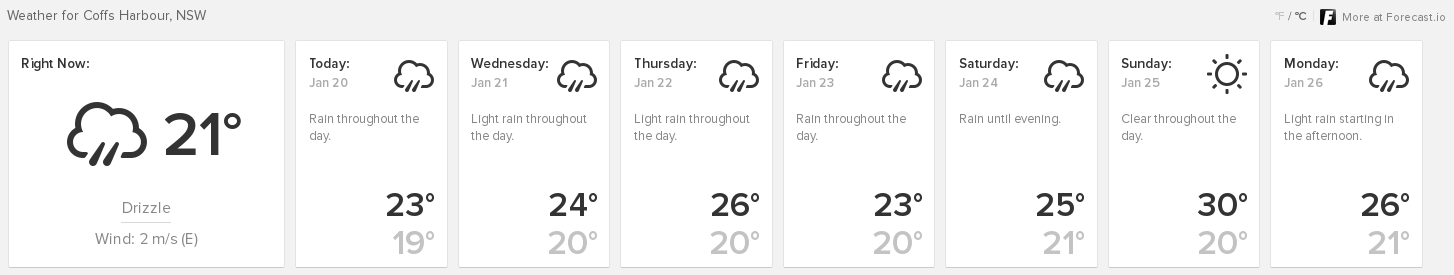 Weather for Coffs Harbour, NSW
°F / °C
More at Forecast.io
Right Now:
21°
Drizzle
Wind: 2 m/s (E)
Today:
Jan 20
Rain throughout the
day.
23°
19°
Wednesday:
Jan 21
Light rain throughout
the day.
24°
20°
Thursday:
Jan 22
Light rain throughout
the day.
26°
20°
Friday:
Jan 23
Rain throughout the
day.
23°
20°
Saturday:
Jan 24
Rain until evening.
25°
21°
Sunday:
Jan 25
Clear throughout the
day.
30°
20°
Monday:
Jan 26
Light rain starting in
the afternoon.
26°
21°